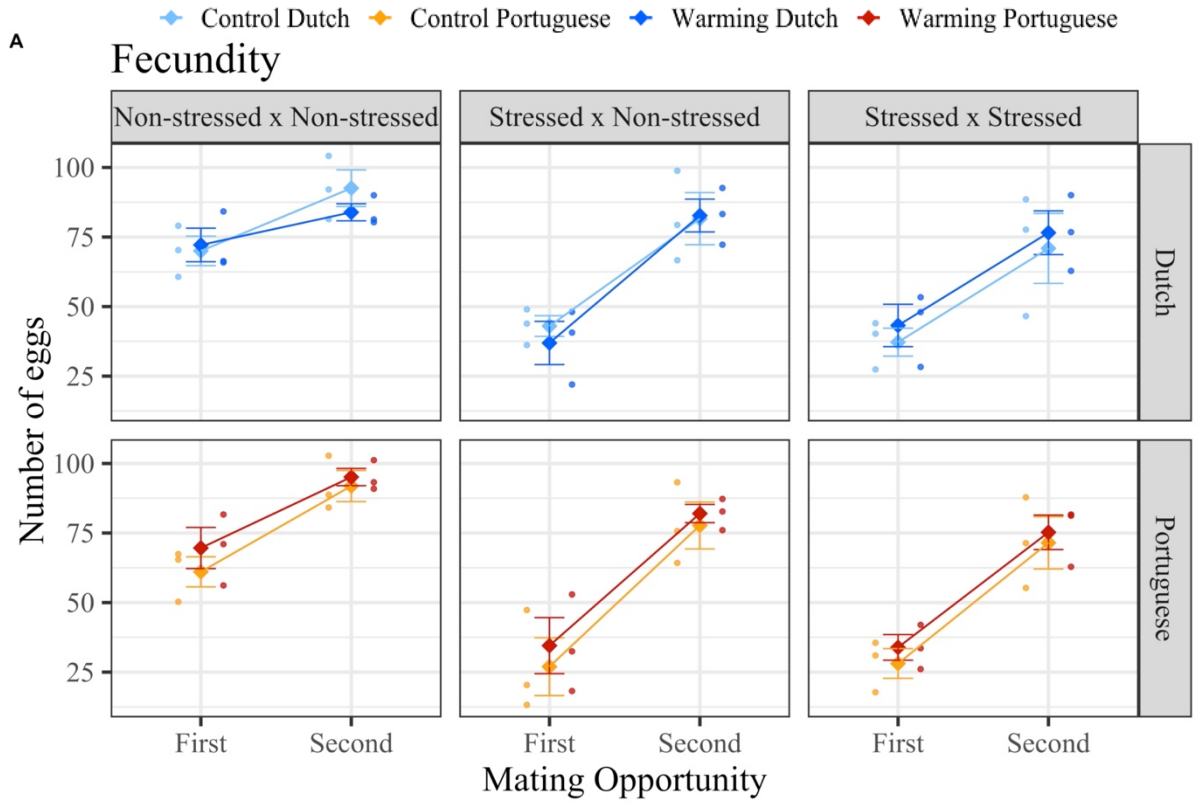 Control Dutch Control Portuguese Warming Dutch Warming Portuguese
A
Fecundity
Non-stressed x Non-stressed Stressed x Non-stressed Stressed x Stressed
Number of eggs
100
75
50
25
Dutch
100
75
50
25
Portuguese
First Second First Second First Second
Mating Opportunity